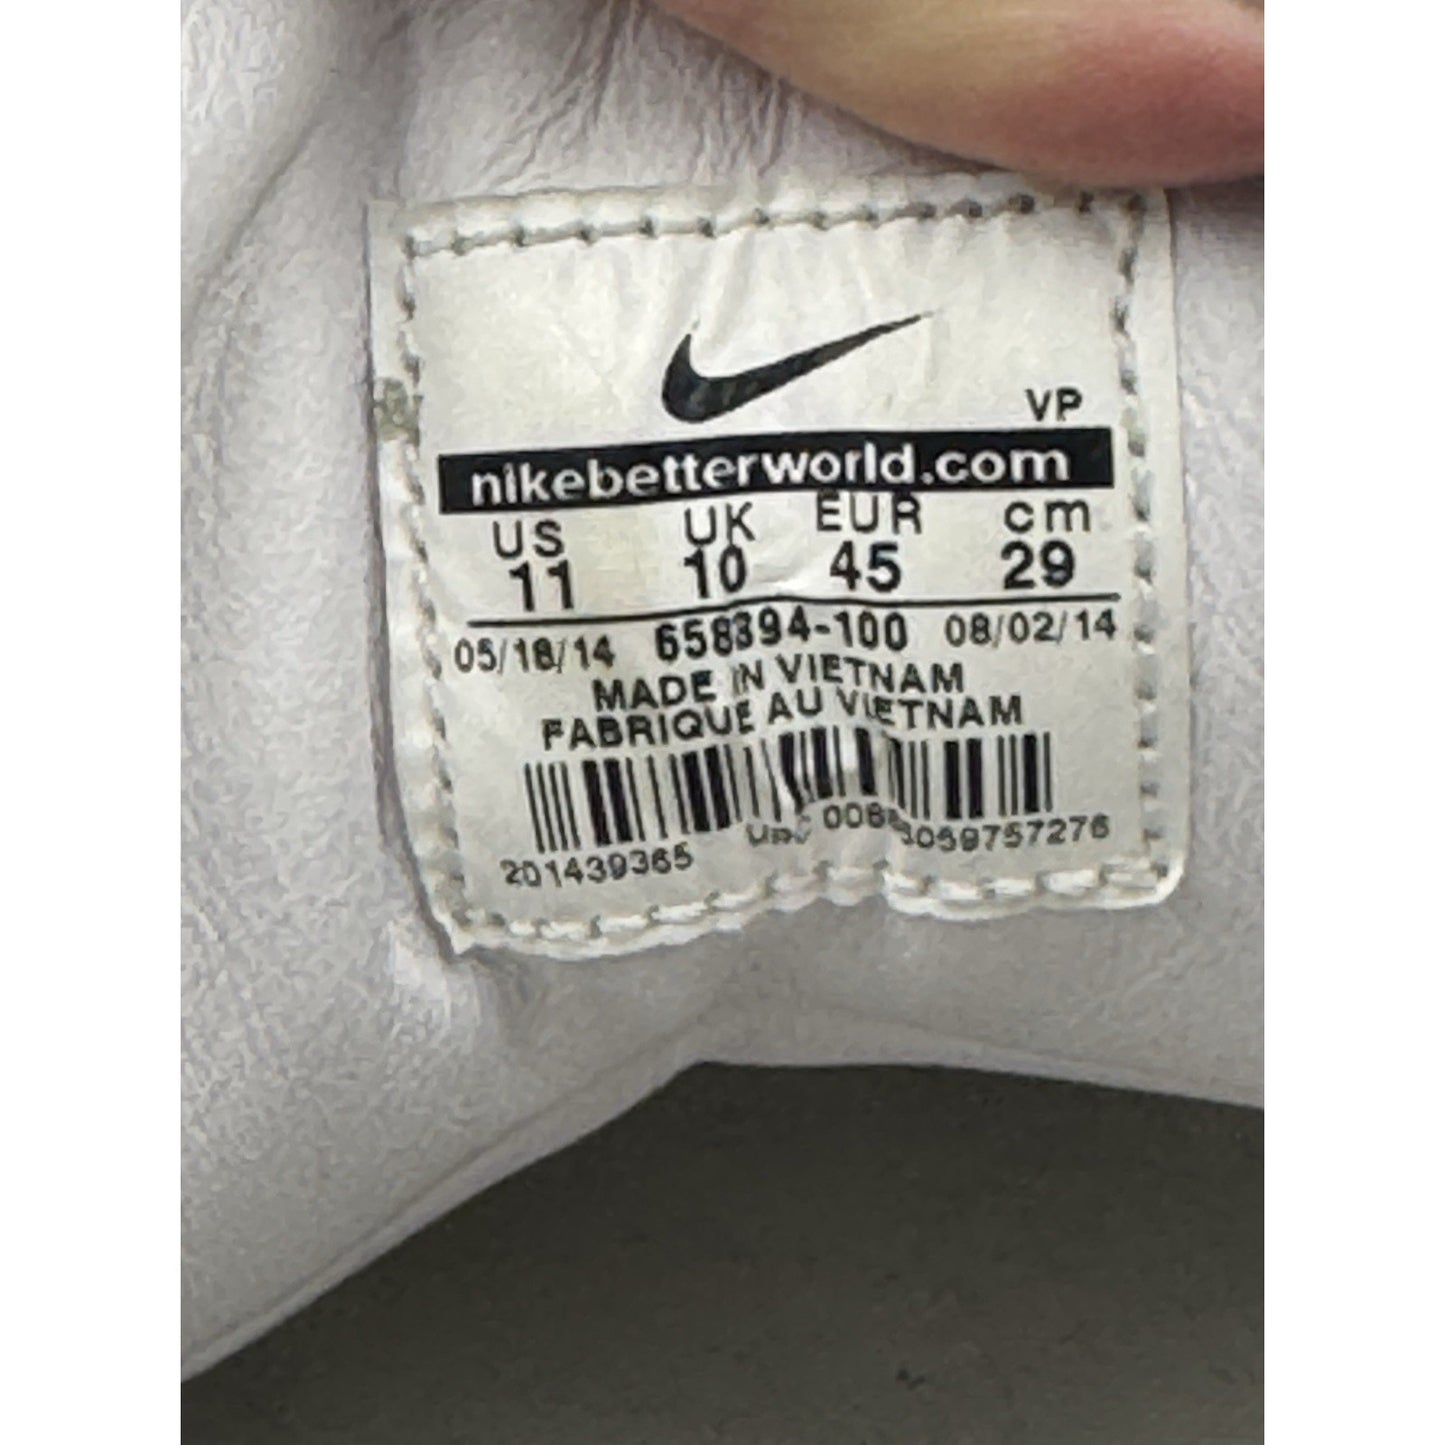 VP
nikebetterworld.com
US UK EUR cm
11 10 45 29
05/18/14 658394-100 08/02/14
MADE IN VIETNAM
FABRIQUE AU VIETNAM
201439365 UPC